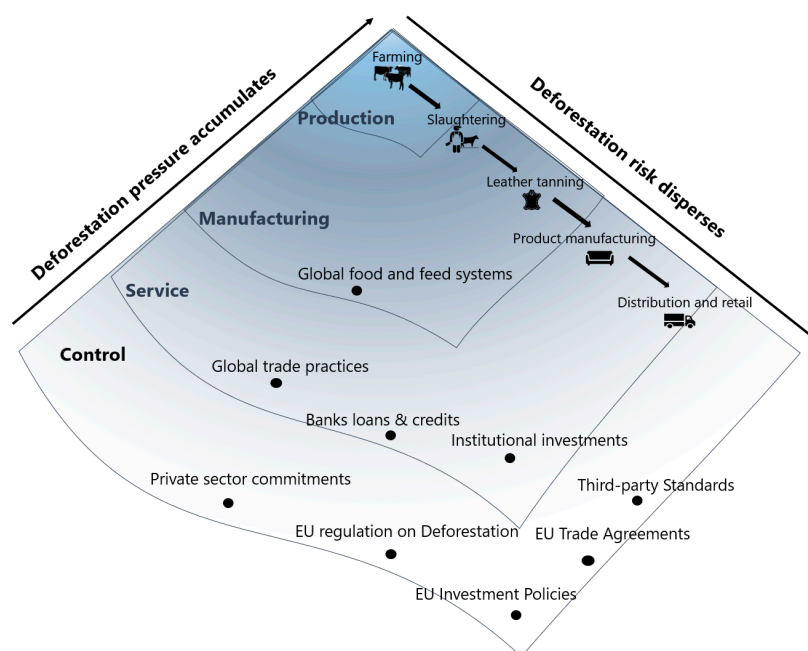 Deforestation pressure accumulates
Deforestation risk disperses
Farming
Production
Slaughtering
Leather tanning
Manufacturing
Product manufacturing
Global food and feed systems
Service
Distribution and retail
Control
Global trade practices
Banks loans & credits
Institutional investments
Private sector commitments
Third-party Standards
EU regulation on Deforestation
EU Trade Agreements
EU Investment Policies